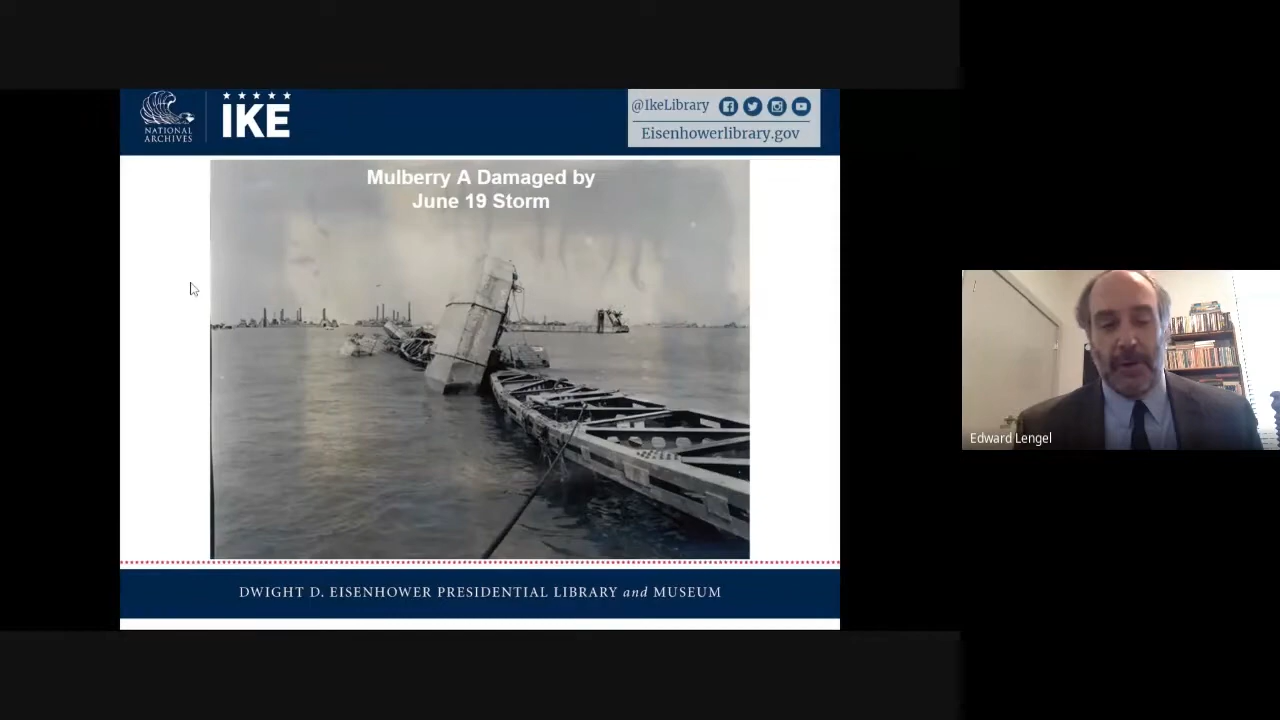 NATIONAL
ARCHIVES
IKE
@IkeLibrary
Eisenhowerlibrary.gov
Mulberry A Damaged by
June 19 Storm
DWIGHT D. EISENHOWER PRESIDENTIAL LIBRARY and MUSEUM
Edward Lengel